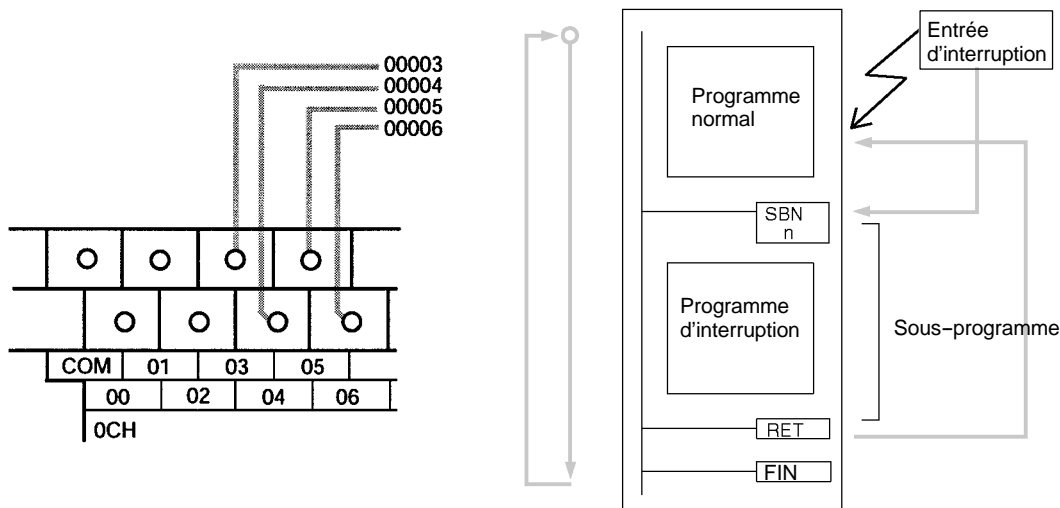 00003
00004
00005
00006
COM 01 03 05
00 02 04 06
0CH
Entrée
d'interruption
Programme
normal
SBN
n
Programme
d'interruption
Sous-programme
RET
FIN